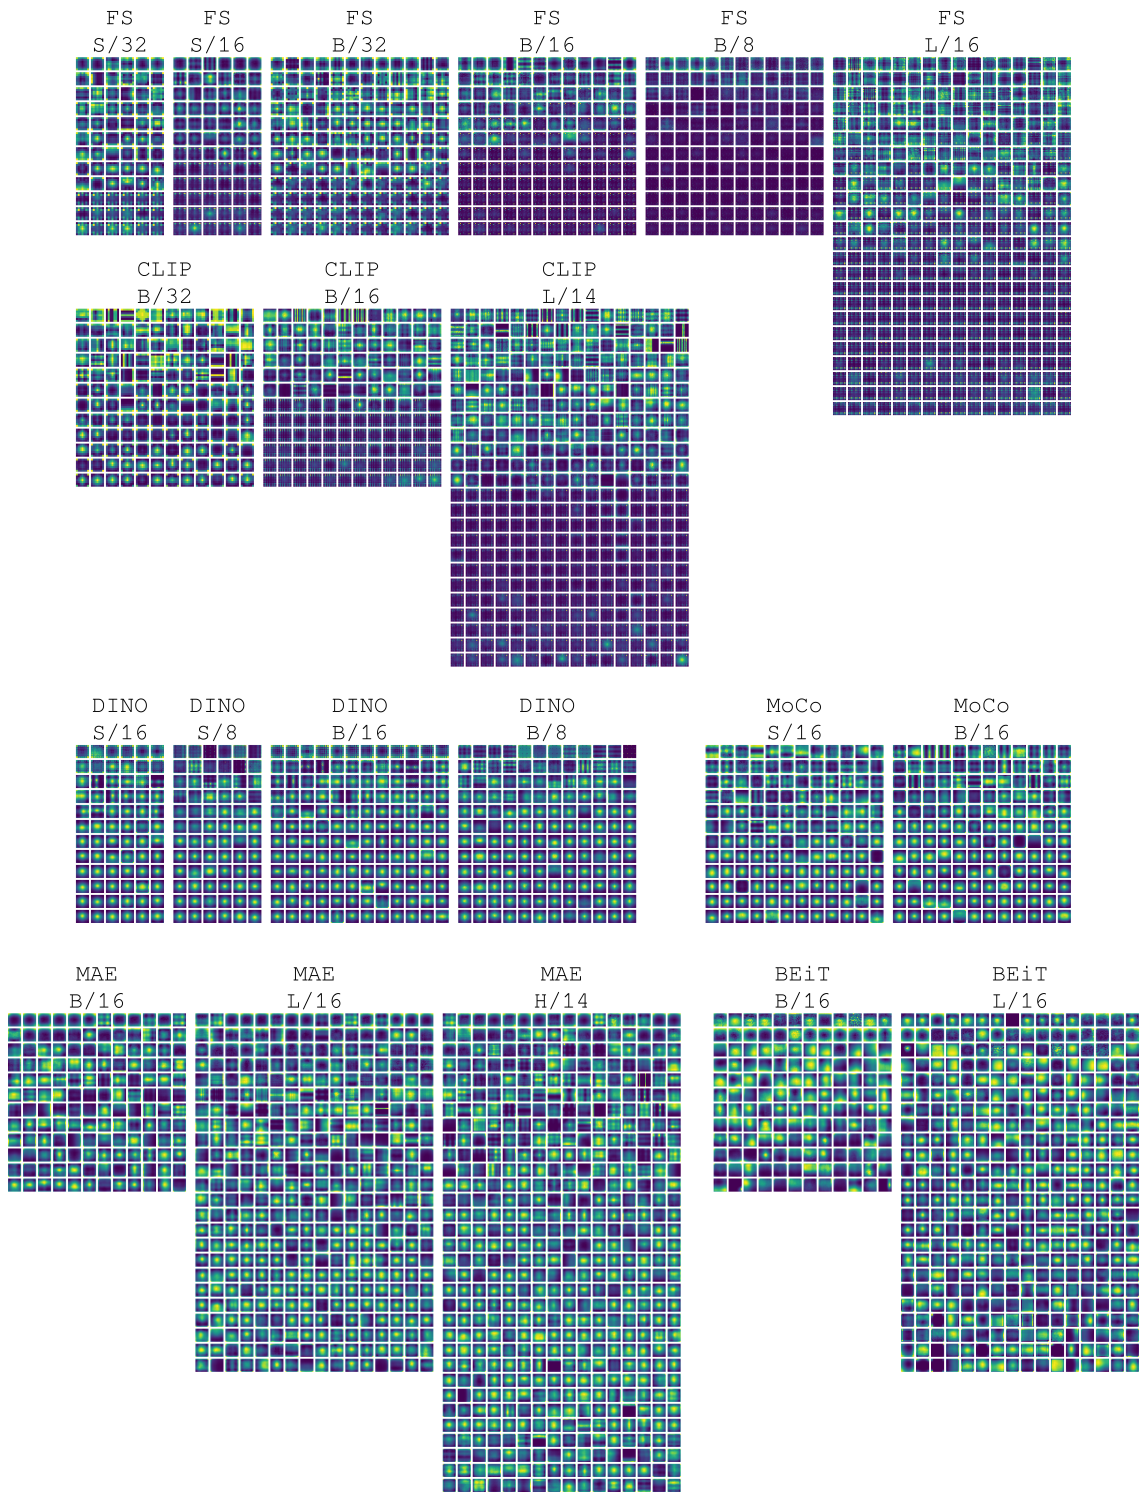 FS FS FS FS FS FS
S/32 S/16 B/32 B/16 B/8 L/16
CLIP CLIP CLIP
B/32 B/16 L/14
DINO DINO DINO DINO MoCo MoCo
S/16 S/8 B/16 B/8 S/16 B/16
MAE MAE MAE BEiT BEiT
B/16 L/16 H/14 B/16 L/16